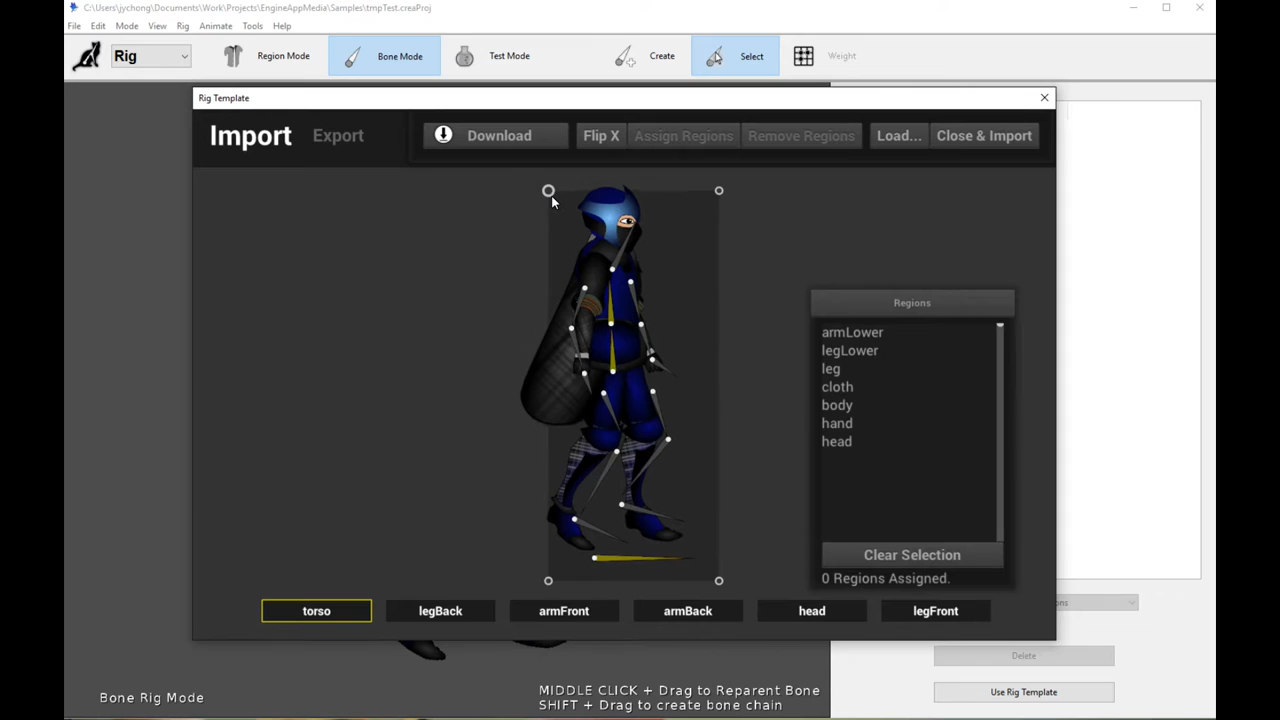 C:\Users\jychong\Documents\Work\Projects\EngineAppMedia\Samples\tmpTest.creaProj
File Edit Mode View Rig Animate Tools Help
Rig Region Mode Bone Mode Test Mode Create Select Weight
Rig Template
Import Export Download Flip X Assign Regions Remove Regions Load... Close & Import
Regions
armLower
legLower
leg
cloth
body
hand
head
Clear Selection
0 Regions Assigned.
torso legBack armFront armBack head legFront
Delete
Use Rig Template
Bone Rig Mode
MIDDLE CLICK + Drag to Reparent Bone
SHIFT + Drag to create bone chain